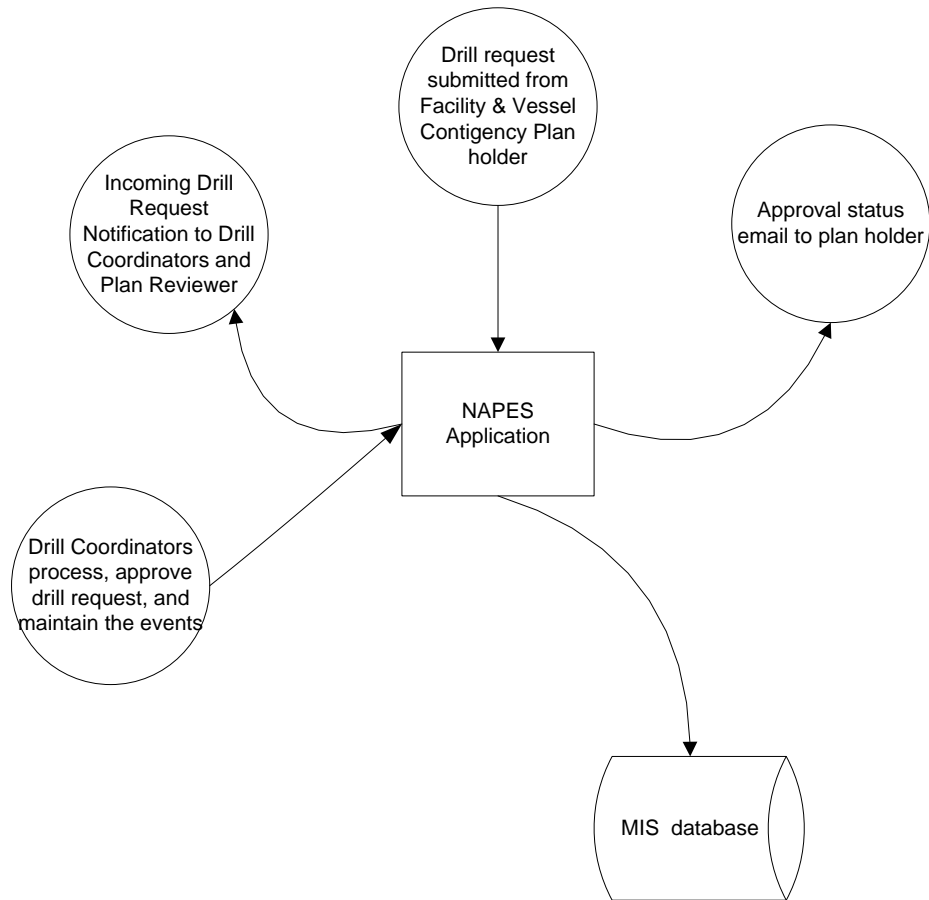 Drill request
submitted from
Facility & Vessel
Contigency Plan
holder
Incoming Drill
Request
Notification to Drill
Coordinators and
Plan Reviewer
Approval status
email to plan holder
NAPES
Application
Drill Coordinators
process, approve
drill request, and
maintain the events
MIS database